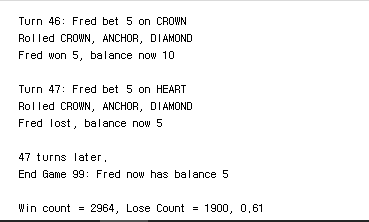 Turn 46: Fred bet 5 on CROWN
Rolled CROWN, ANCHOR, DIAMOND
Fred won 5, balance now 10
Turn 47: Fred bet 5 on HEART
Rolled CROWN, ANCHOR, DIAMOND
Fred lost, balance now 5
47 turns later.
End Game 99: Fred now has balance 5
Win count = 2964, Lose Count = 1900, 0.61